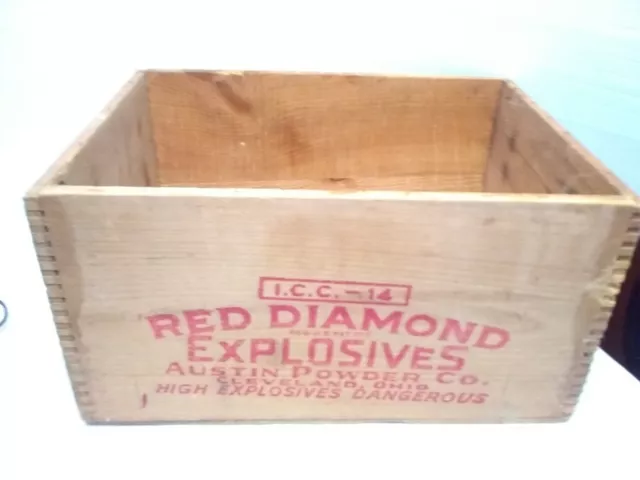 I.C.C. - 14
RED DIAMOND
EXPLOSIVES
AUSTIN POWDER CO.
CLEVELAND, OHIO
HIGH EXPLOSIVES DANGEROUS